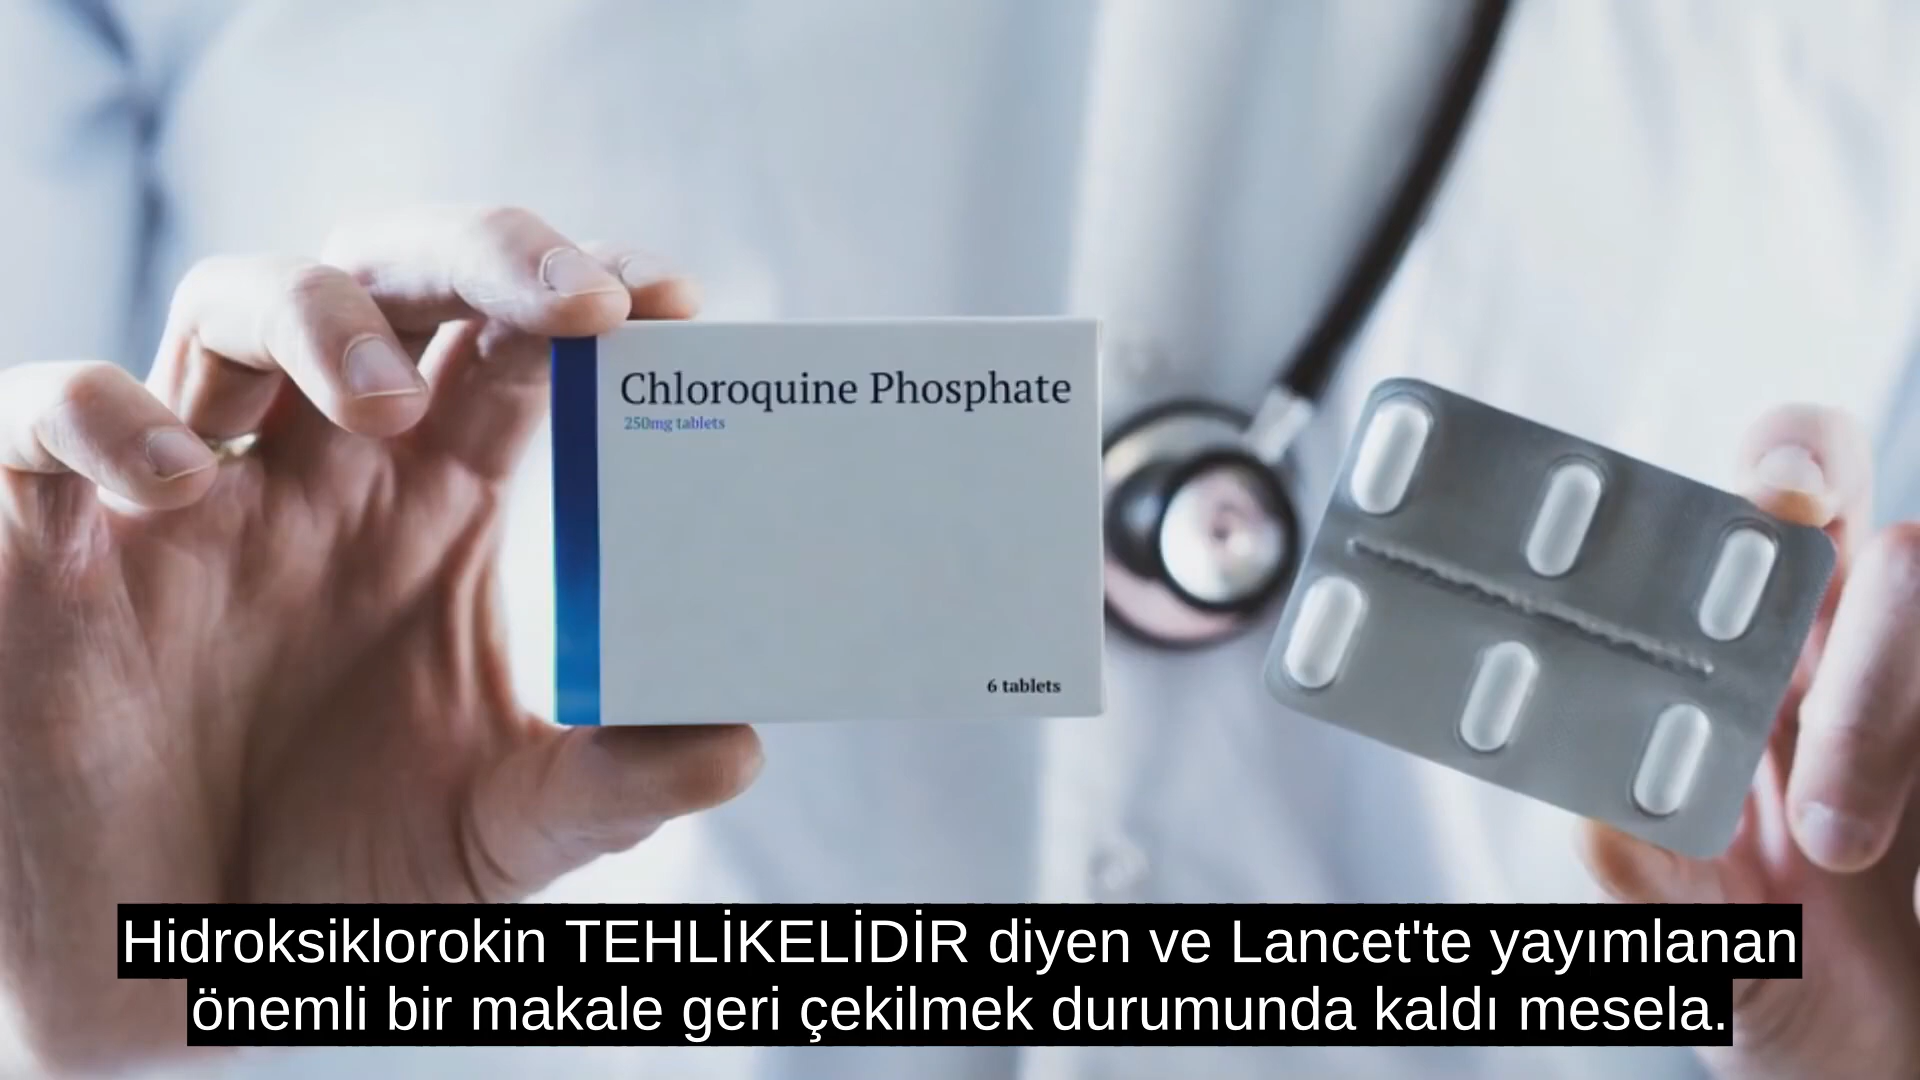 Chloroquine Phosphate
250mg tablets
6 tablets
Hidroksiklorokin TEHLİKELİDİR diyen ve Lancet'te yayımlanan
önemli bir makale geri çekilmek durumunda kaldı mesela.